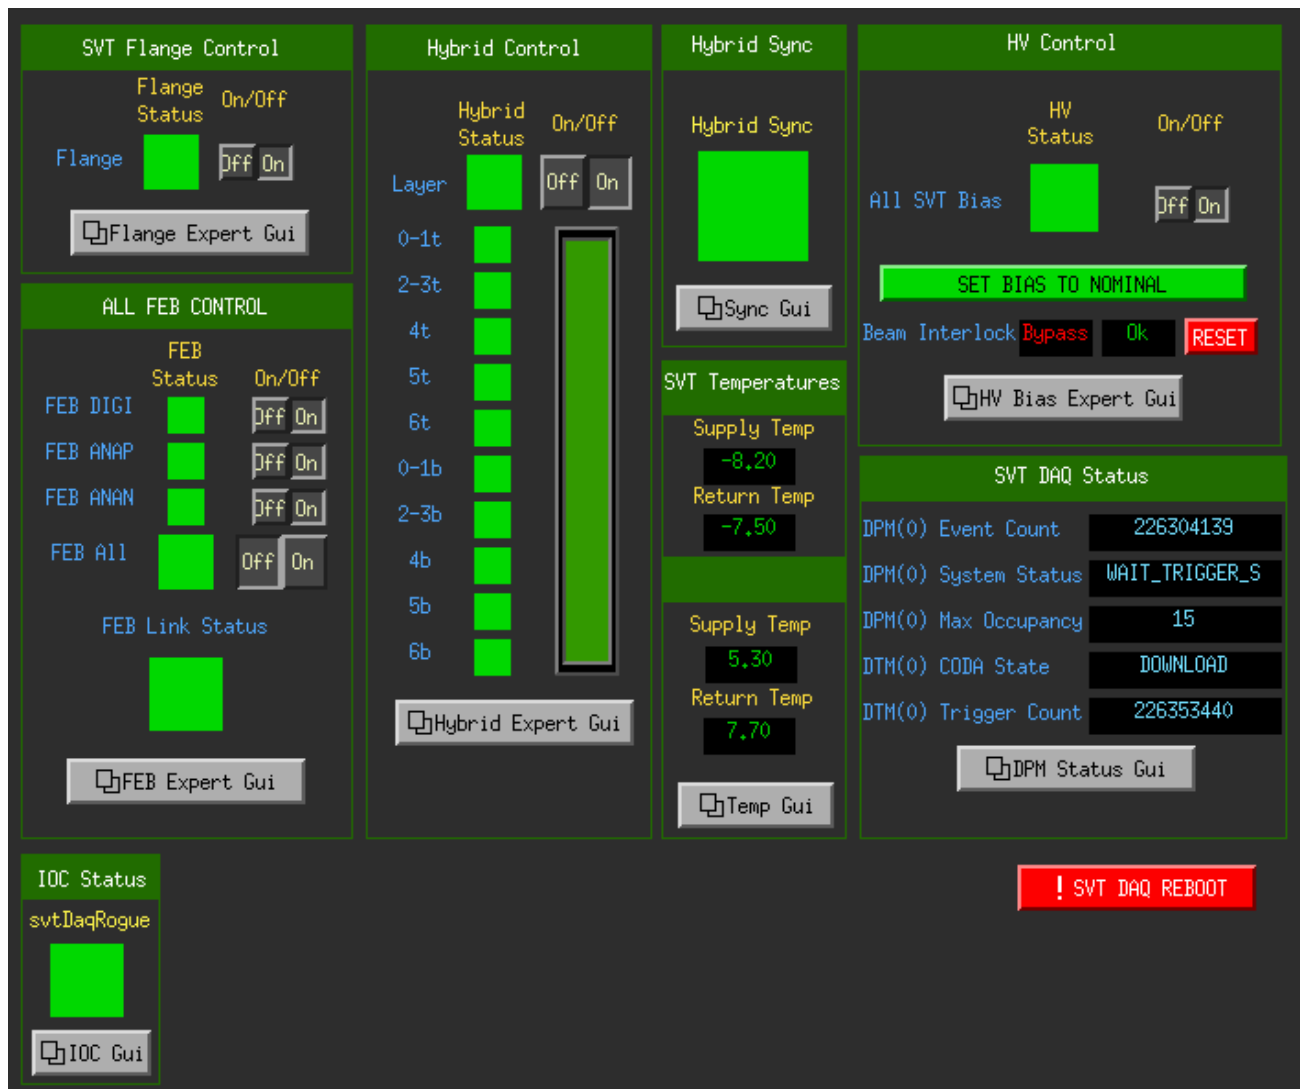 SVT Flange Control
Flange Status
On/Off
Flange
Off On
Flange Expert Gui
ALL FEB CONTROL
FEB Status
On/Off
FEB DIGI
Off On
FEB ANAP
Off On
FEB ANAN
Off On
FEB All
Off On
FEB Link Status
FEB Expert Gui
Hybrid Control
Hybrid Status
On/Off
Layer
Off On
0-1t
2-3t
4t
5t
6t
0-1b
2-3b
4b
5b
6b
Hybrid Expert Gui
Hybrid Sync
Hybrid Sync
Sync Gui
SVT Temperatures
Supply Temp
-8.20
Return Temp
-7.50
Supply Temp
5.30
Return Temp
7.70
Temp Gui
HV Control
HV Status
On/Off
All SVT Bias
Off On
SET BIAS TO NOMINAL
Beam Interlock Bypass Ok RESET
HV Bias Expert Gui
SVT DAQ Status
DPM(0) Event Count 226304139
DPM(0) System Status WAIT_TRIGGER_S
DPM(0) Max Occupancy 15
DTM(0) CODA State DOWNLOAD
DTM(0) Trigger Count 226353440
DPM Status Gui
IOC Status
svtDaqRogue
IOC Gui
! SVT DAQ REBOOT